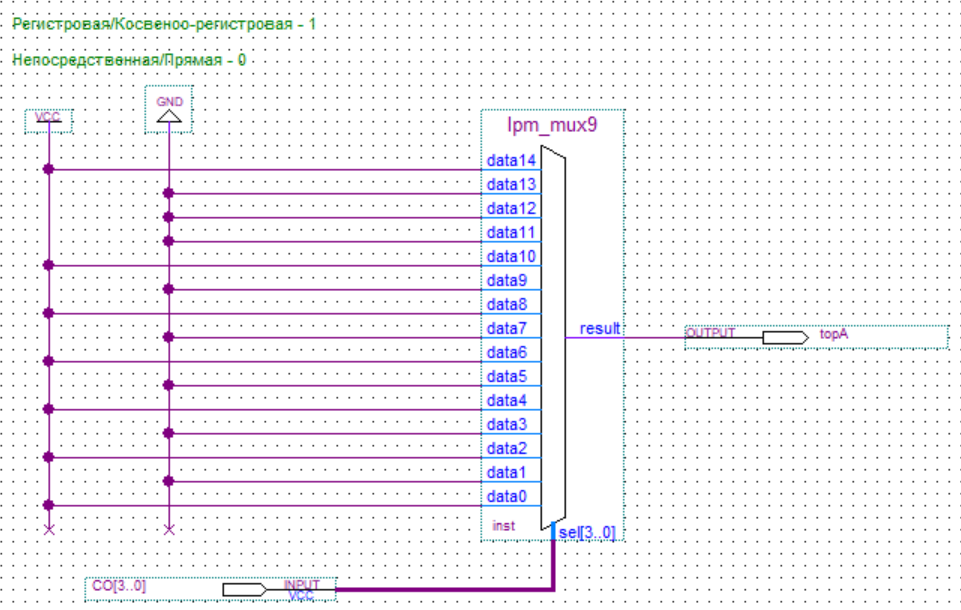 Регистровая/Косвеноо-регистровая - 1
Непосредственная/Прямая - 0
VCC
GND
lpm_mux9
data14
data13
data12
data11
data10
data9
data8
data7
data6
data5
data4
data3
data2
data1
data0
result
OUTPUT
topA
inst
sel[3..0]
CO[3..0]
INPUT
VCC